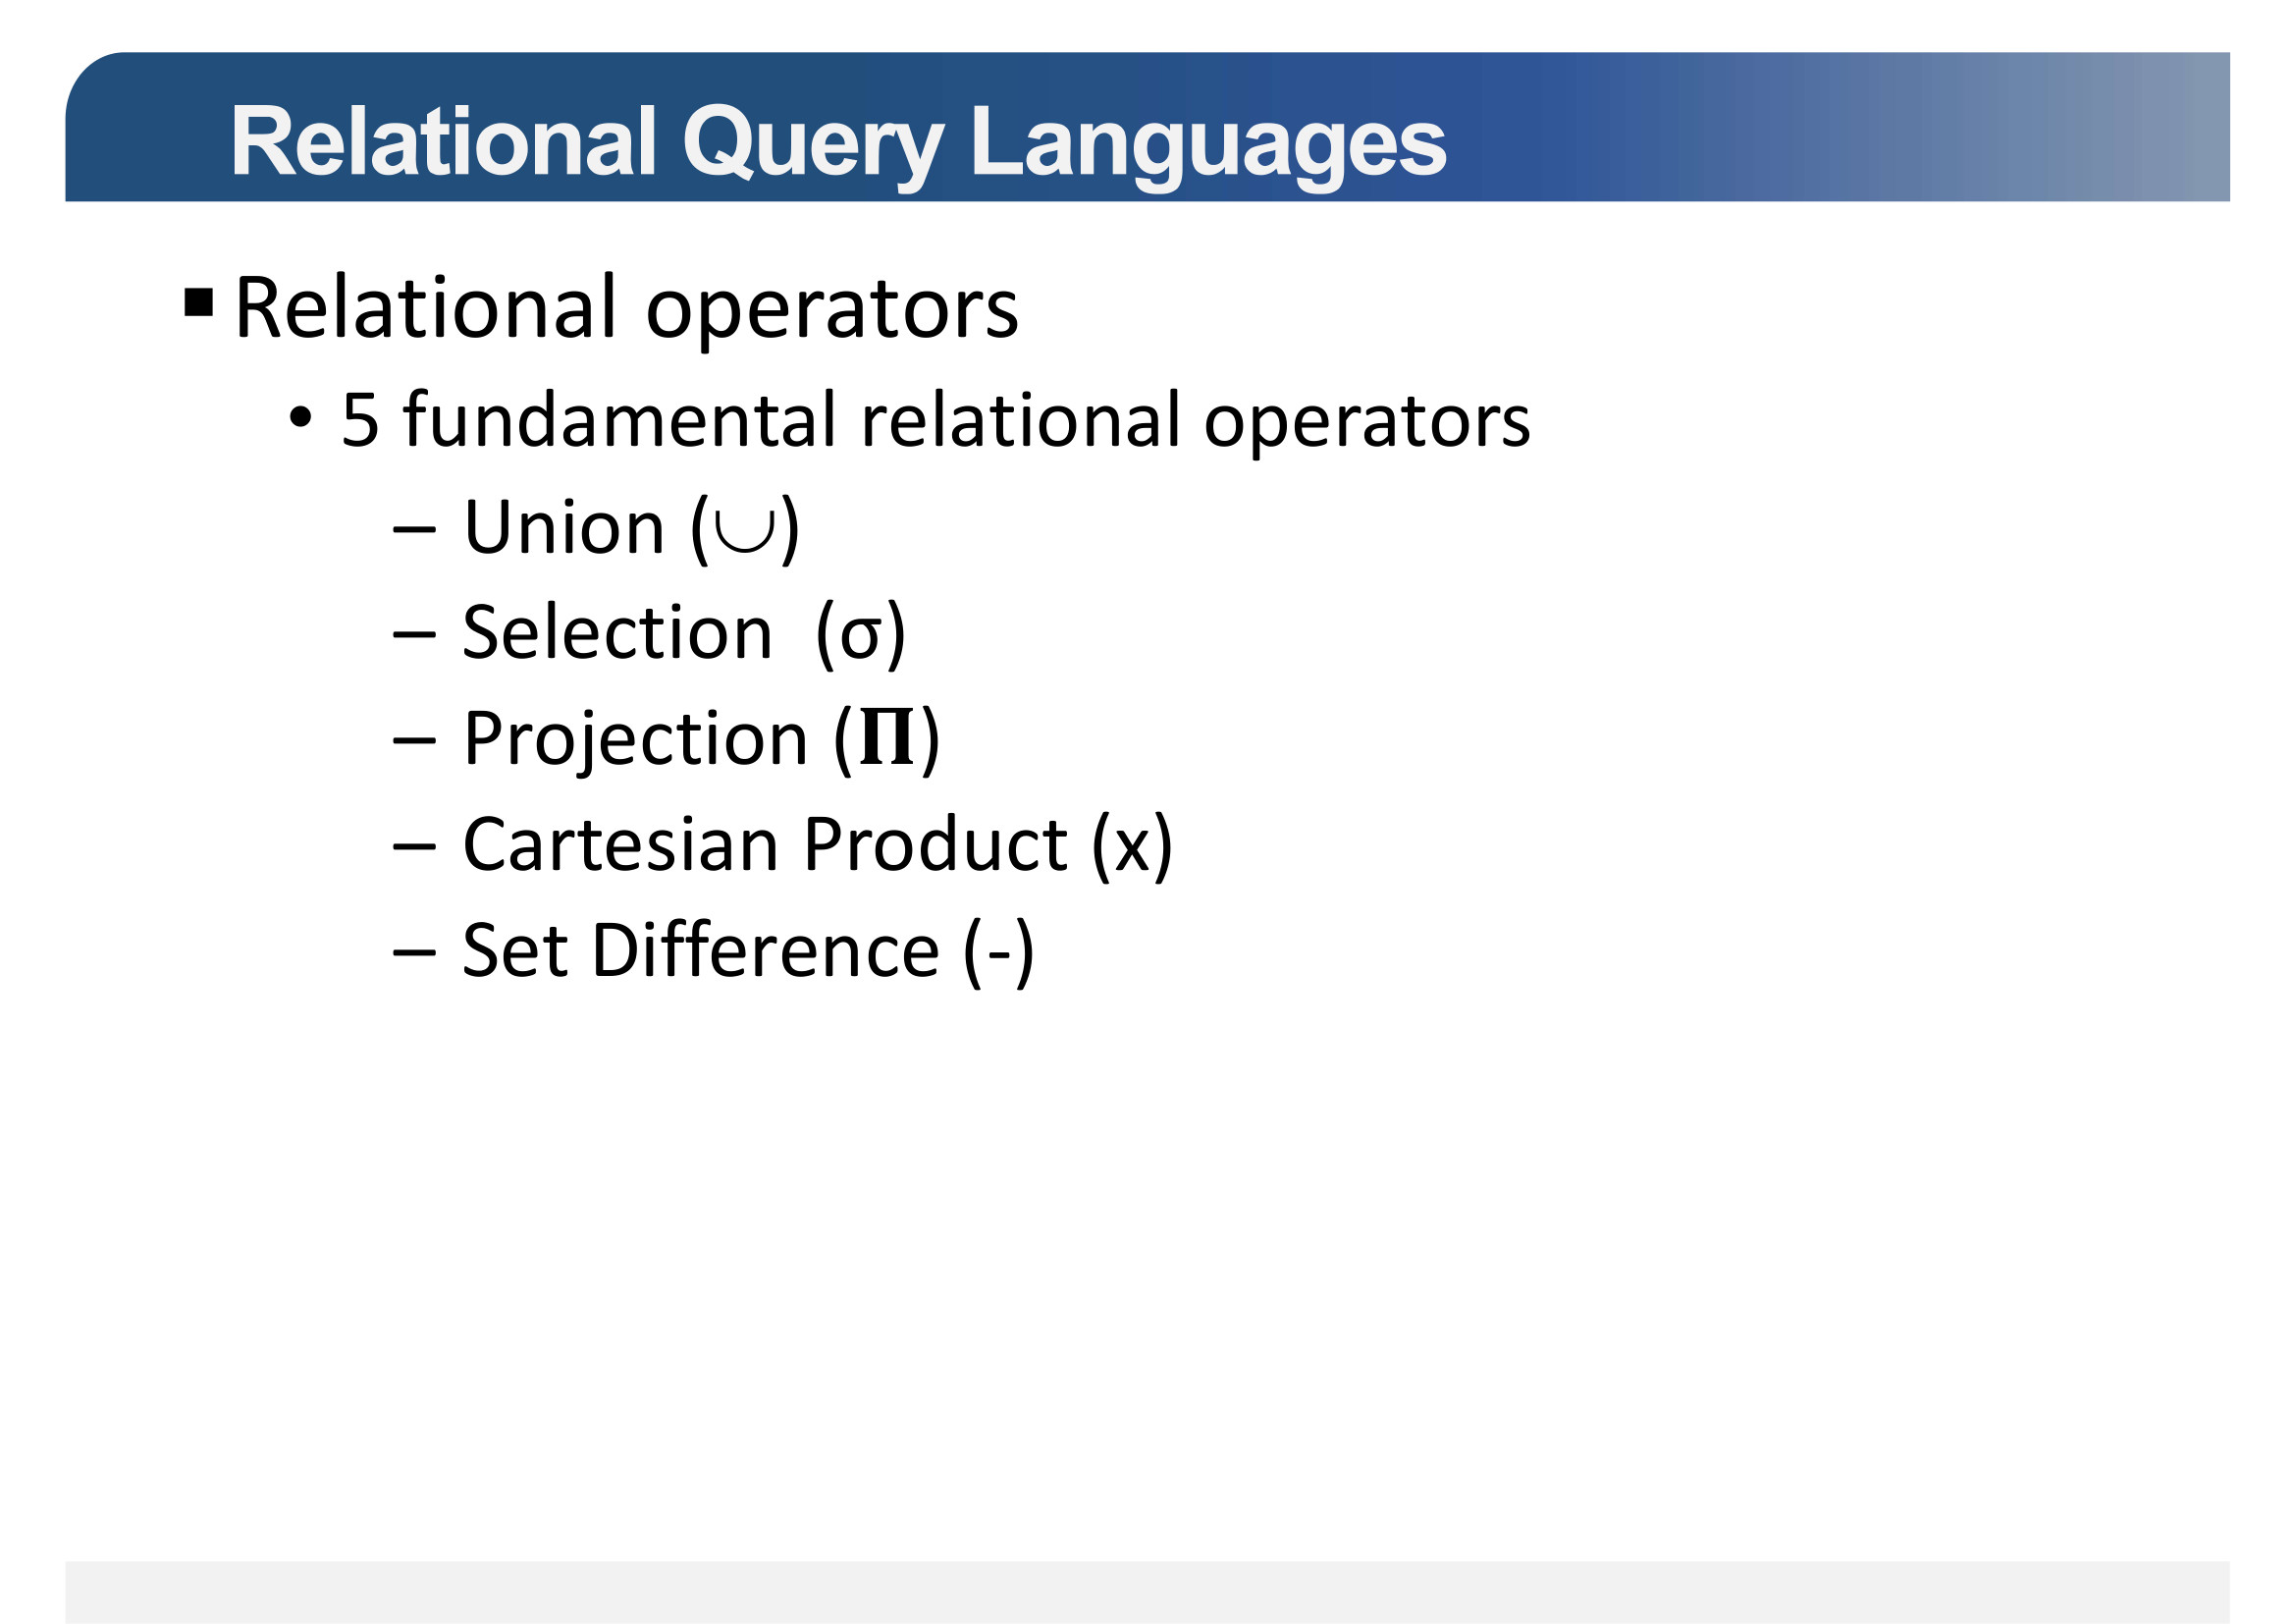 Relational Query Languages
▪ Relational operators
• 5 fundamental relational operators
– Union (∪)
– Selection (σ)
– Projection (Π)
– Cartesian Product (x)
– Set Difference (-)